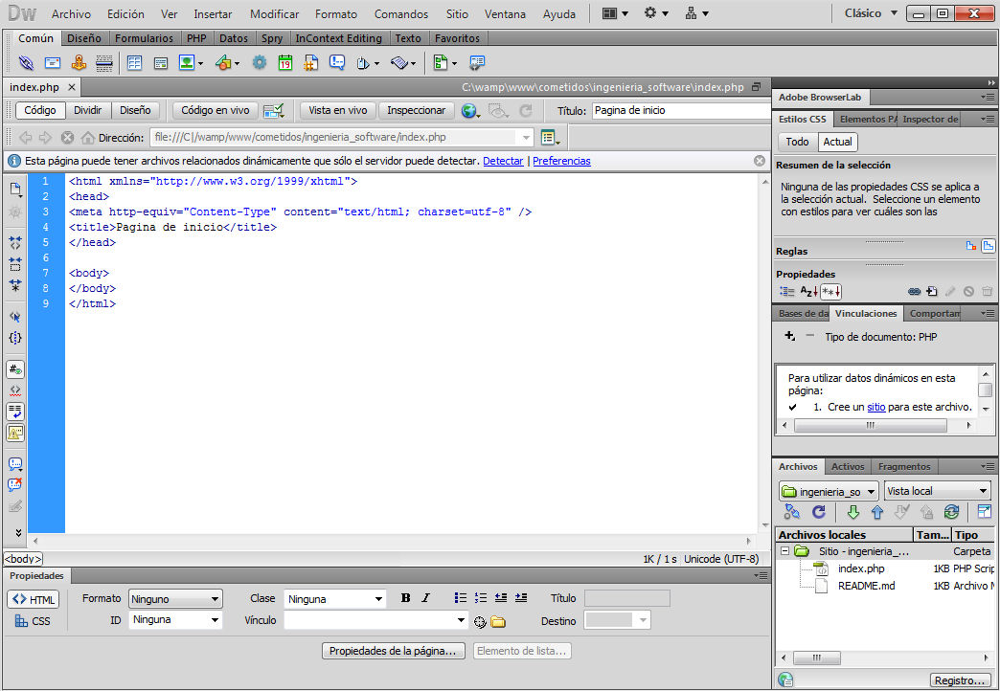 Dw Archivo Edición Ver Insertar Modificar Formato Comandos Sitio Ventana Ayuda Clásico
Común Diseño Formularios PHP Datos Spry InContext Editing Texto Favoritos
index.php C:\wamp\www\cometidos\ingenieria_software\index.php
Código Dividir Diseño Código en vivo Vista en vivo Inspeccionar Título: Pagina de inicio
Dirección: file:///C|/wamp/www/cometidos/ingenieria_software/index.php
Esta página puede tener archivos relacionados dinámicamente que sólo el servidor puede detectar. Detectar | Preferencias
1 <html xmlns="http://www.w3.org/1999/xhtml">
2 <head>
3 <meta http-equiv="Content-Type" content="text/html; charset=utf-8" />
4 <title>Pagina de inicio</title>
5 </head>
6
7 <body>
8 </body>
9 </html>
<body> 1K / 1 s Unicode (UTF-8)
Propiedades
<> HTML Formato Ninguno Clase Ninguna B I Título
CSS ID Ninguna Vínculo Destino
Propiedades de la página... Elemento de lista...
Adobe BrowserLab
Estilos CSS Elementos PA Inspector de
Todo Actual
Resumen de la selección
Ninguna de las propiedades CSS se aplica a
la selección actual. Seleccione un elemento
con estilos para ver cuáles son las
Reglas
Propiedades
Bases de da Vinculaciones Comportam
Tipo de documento: PHP
Para utilizar datos dinámicos en esta
página:
1. Cree un sitio para este archivo.
Archivos Activos Fragmentos
ingenieria_so Vista local
Archivos locales Tam... Tipo
Sitio - ingenieria_... Carpeta
index.php 1KB PHP Scrip
README.md 1KB Archivo M
Registro...